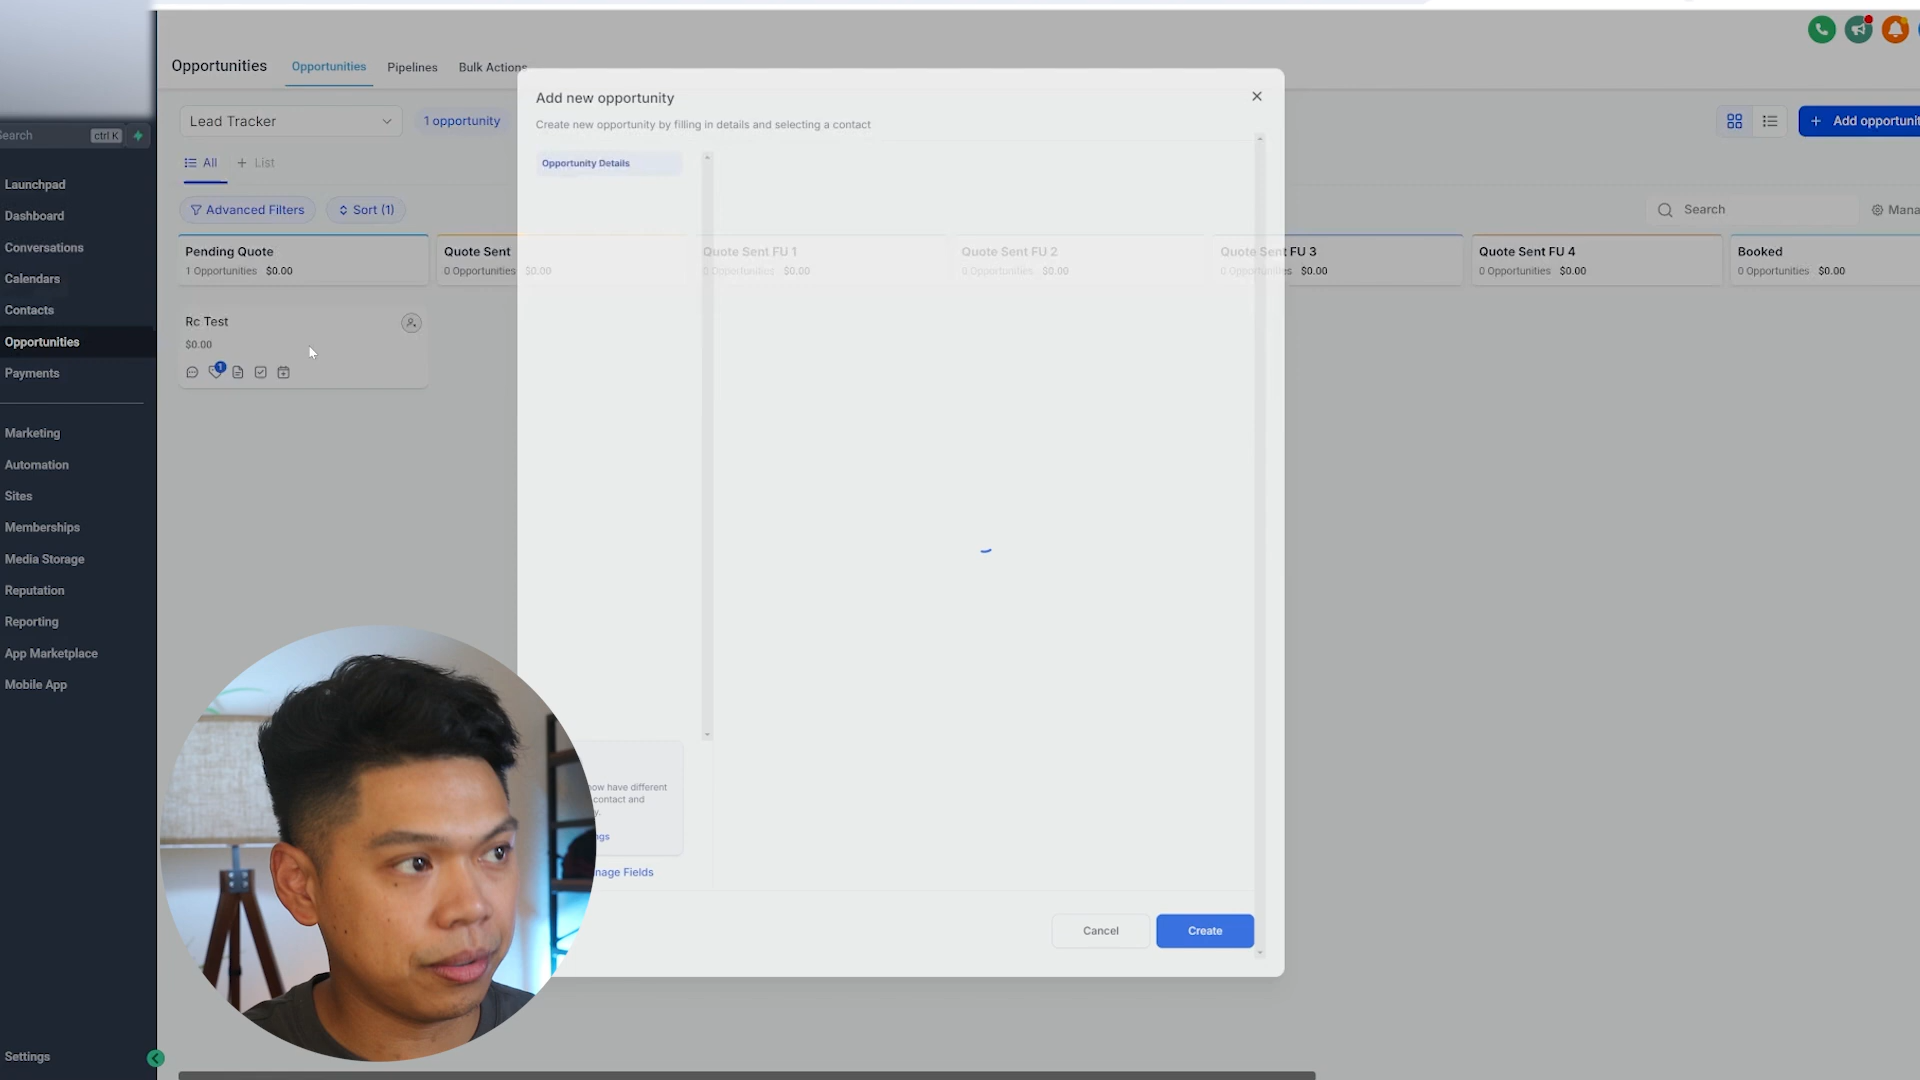 Search
ctrl K
Launchpad
Dashboard
Conversations
Calendars
Contacts
Opportunities
Payments
Marketing
Automation
Sites
Memberships
Media Storage
Reputation
Reporting
App Marketplace
Mobile App
Settings
Opportunities
Opportunities
Pipelines
Bulk Actions
Lead Tracker
1 opportunity
+ Add opportunit
All
+ List
Advanced Filters
Sort (1)
Search
Mana
Pending Quote
1 Opportunities $0.00
Quote Sent
0 Opportunities $0.00
Quote Sent FU 1
0 Opportunities $0.00
Quote Sent FU 2
0 Opportunities $0.00
Quote Sent FU 3
0 Opportunities $0.00
Quote Sent FU 4
0 Opportunities $0.00
Booked
0 Opportunities $0.00
Rc Test
$0.00
1
Add new opportunity
Create new opportunity by filling in details and selecting a contact
Opportunity Details
now have different
contact and
y.
ngs
nage Fields
Cancel
Create